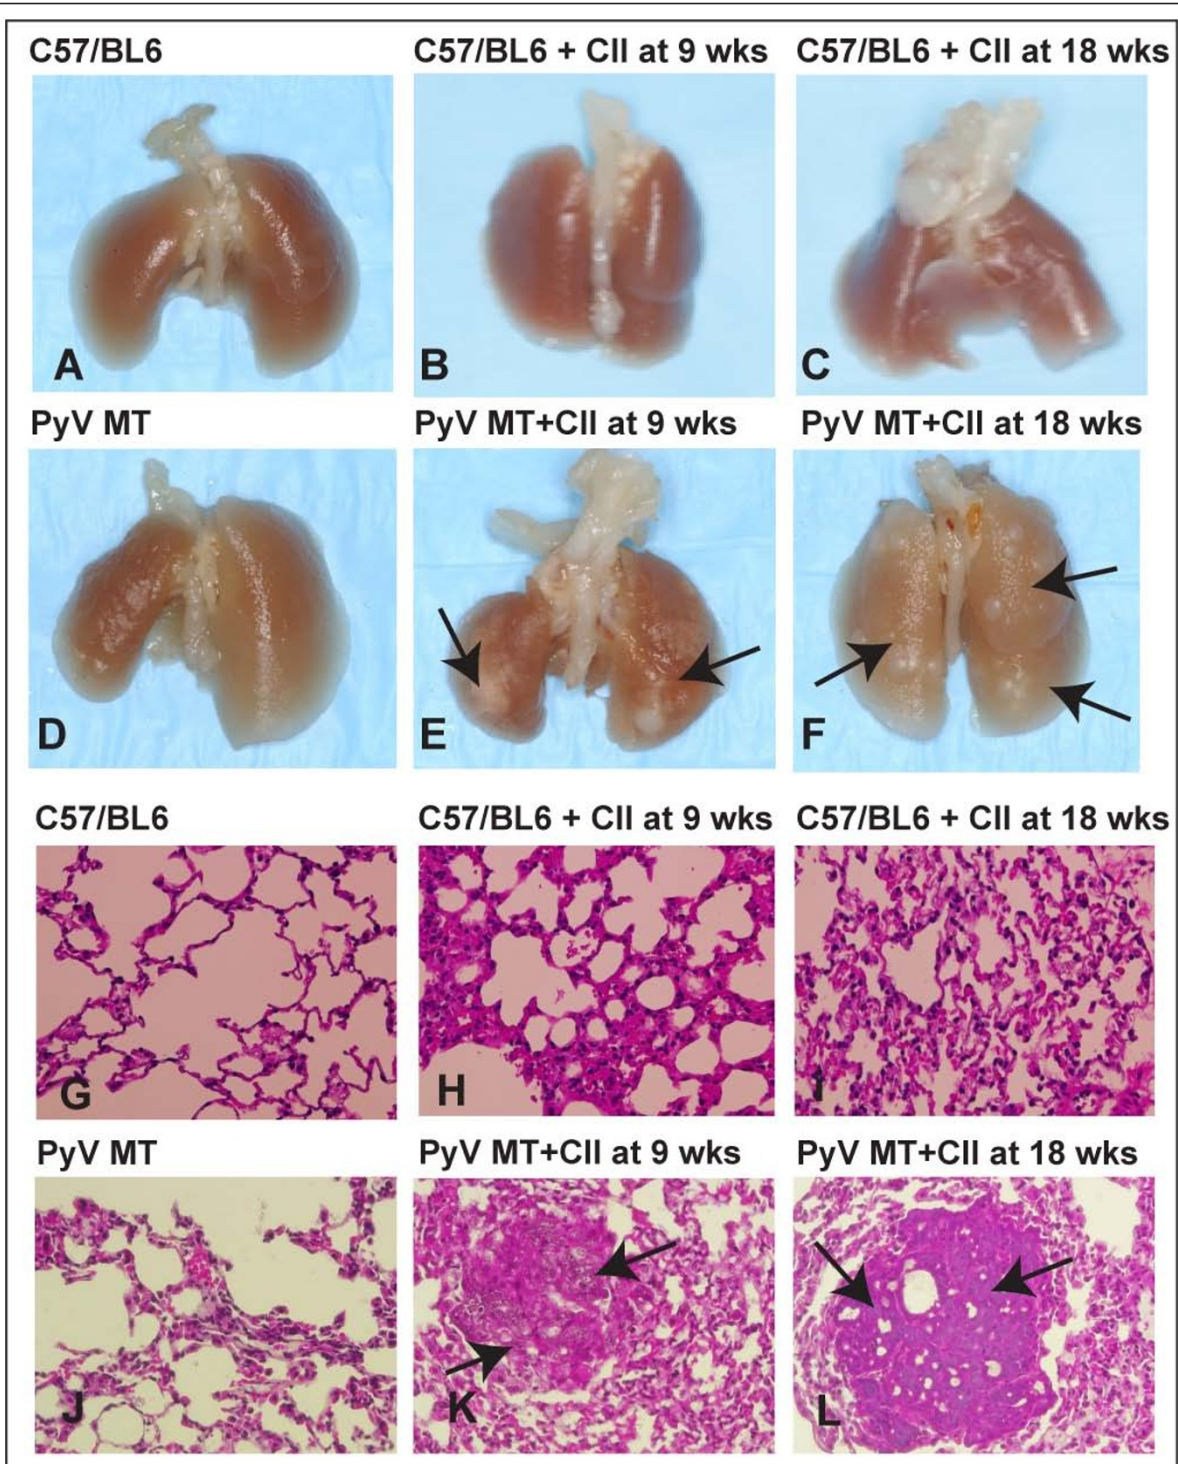 C57/BL6 C57/BL6 + CII at 9 wks C57/BL6 + CII at 18 wks
A B C
PyV MT PyV MT+CII at 9 wks PyV MT+CII at 18 wks
D E F
C57/BL6 C57/BL6 + CII at 9 wks C57/BL6 + CII at 18 wks
G H I
PyV MT PyV MT+CII at 9 wks PyV MT+CII at 18 wks
J K L